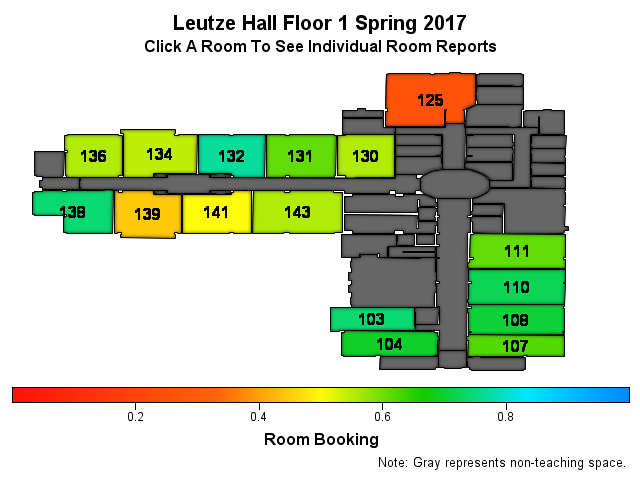 Leutze Hall Floor 1 Spring 2017
Click A Room To See Individual Room Reports
125
136 134 132 131 130
138 139 141 143
111
110
103 108
104 107
0.2 0.4 0.6 0.8
Room Booking
Note: Gray represents non-teaching space.